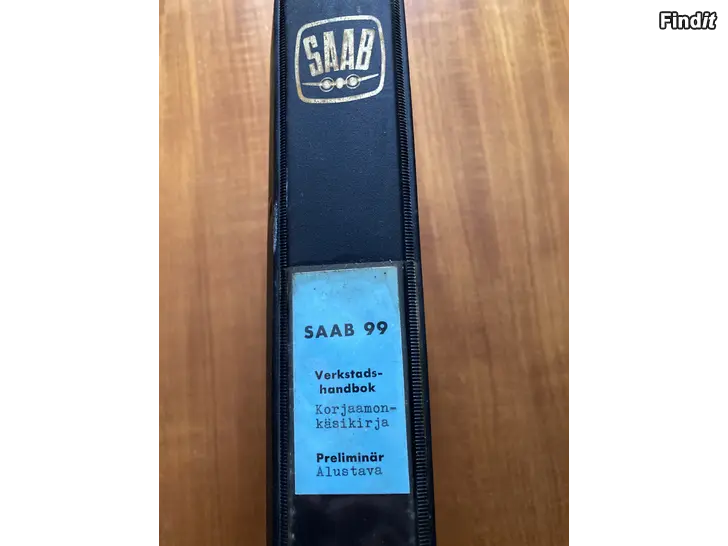 Findit
SAAB
SAAB 99
Verkstads-
handbok
Korjaamon-
käsikirja
Preliminär
Alustava